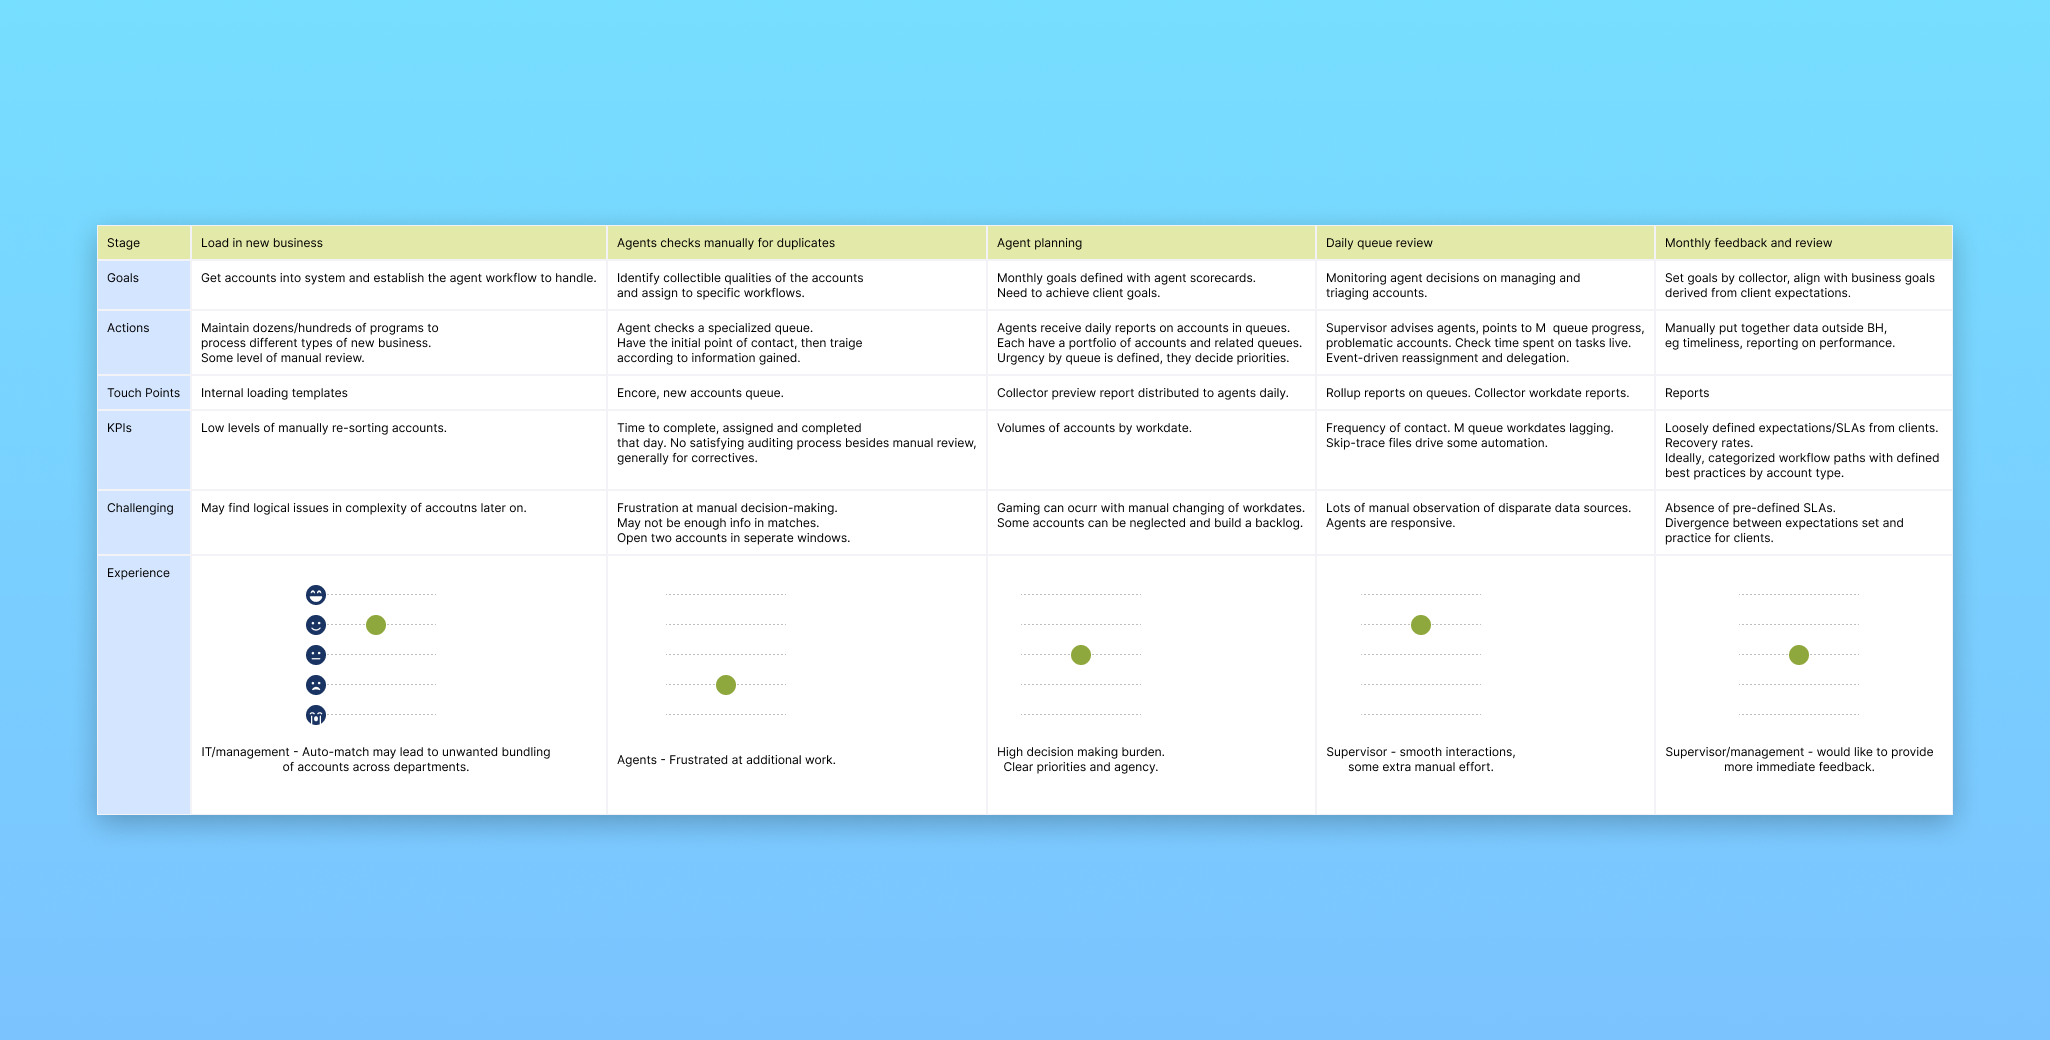 Stage
Load in new business
Agents checks manually for duplicates
Agent planning
Daily queue review
Monthly feedback and review
Goals
Get accounts into system and establish the agent workflow to handle.
Identify collectible qualities of the accounts
and assign to specific workflows.
Monthly goals defined with agent scorecards.
Need to achieve client goals.
Monitoring agent decisions on managing and
triaging accounts.
Set goals by collector, align with business goals
derived from client expectations.
Actions
Maintain dozens/hundreds of programs to
process different types of new business.
Some level of manual review.
Agent checks a specialized queue.
Have the initial point of contact, then traige
according to information gained.
Agents receive daily reports on accounts in queues.
Each have a portfolio of accounts and related queues.
Urgency by queue is defined, they decide priorities.
Supervisor advises agents, points to M  queue progress,
problematic accounts. Check time spent on tasks live.
Event-driven reassignment and delegation.
Manually put together data outside BH,
eg timeliness, reporting on performance.
Touch Points
Internal loading templates
Encore, new accounts queue.
Collector preview report distributed to agents daily.
Rollup reports on queues. Collector workdate reports.
Reports
KPIs
Low levels of manually re-sorting accounts.
Time to complete, assigned and completed
that day. No satisfying auditing process besides manual review,
generally for correctives.
Volumes of accounts by workdate.
Frequency of contact. M queue workdates lagging.
Skip-trace files drive some automation.
Loosely defined expectations/SLAs from clients.
Recovery rates.
Ideally, categorized workflow paths with defined
best practices by account type.
Challenging
May find logical issues in complexity of accoutns later on.
Frustration at manual decision-making.
May not be enough info in matches.
Open two accounts in seperate windows.
Gaming can ocurr with manual changing of workdates.
Some accounts can be neglected and build a backlog.
Lots of manual observation of disparate data sources.
Agents are responsive.
Absence of pre-defined SLAs.
Divergence between expectations set and
practice for clients.
Experience
IT/management - Auto-match may lead to unwanted bundling
of accounts across departments.
Agents - Frustrated at additional work.
High decision making burden.
Clear priorities and agency.
Supervisor - smooth interactions,
some extra manual effort.
Supervisor/management - would like to provide
more immediate feedback.